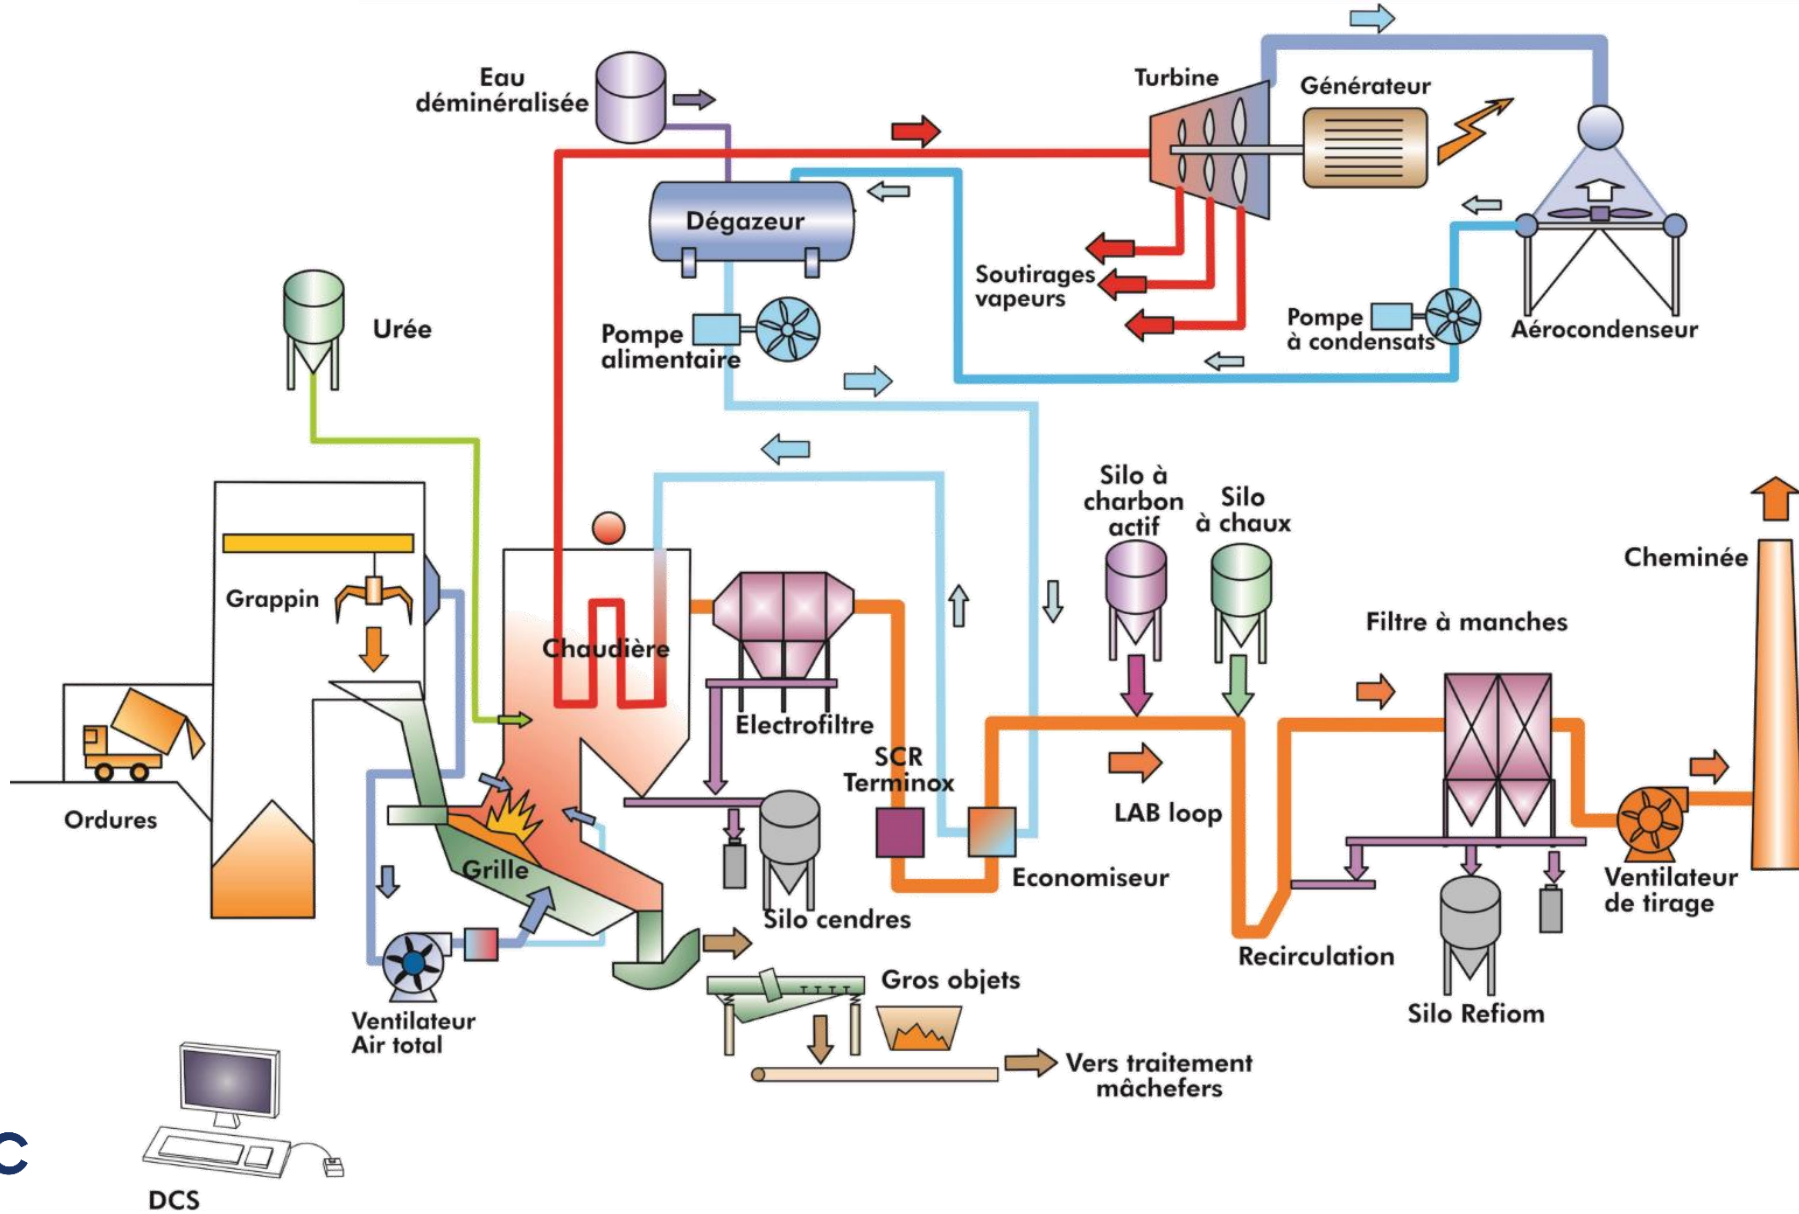 Eau
déminéralisée
Turbine
Générateur
Dégazeur
Soutirages
vapeurs
Urée
Pompe
alimentaire
Pompe
à condensats
Aérocondenseur
Silo à
charbon
actif
Silo
à chaux
Cheminée
Grappin
Chaudière
Filtre à manches
Electrofiltre
SCR
Terminox
Ordures
LAB loop
Grille
Economiseur
Ventilateur
de tirage
Silo cendres
Recirculation
Gros objets
Silo Refiom
Ventilateur
Air total
Vers traitement
mâchefers
C
DCS